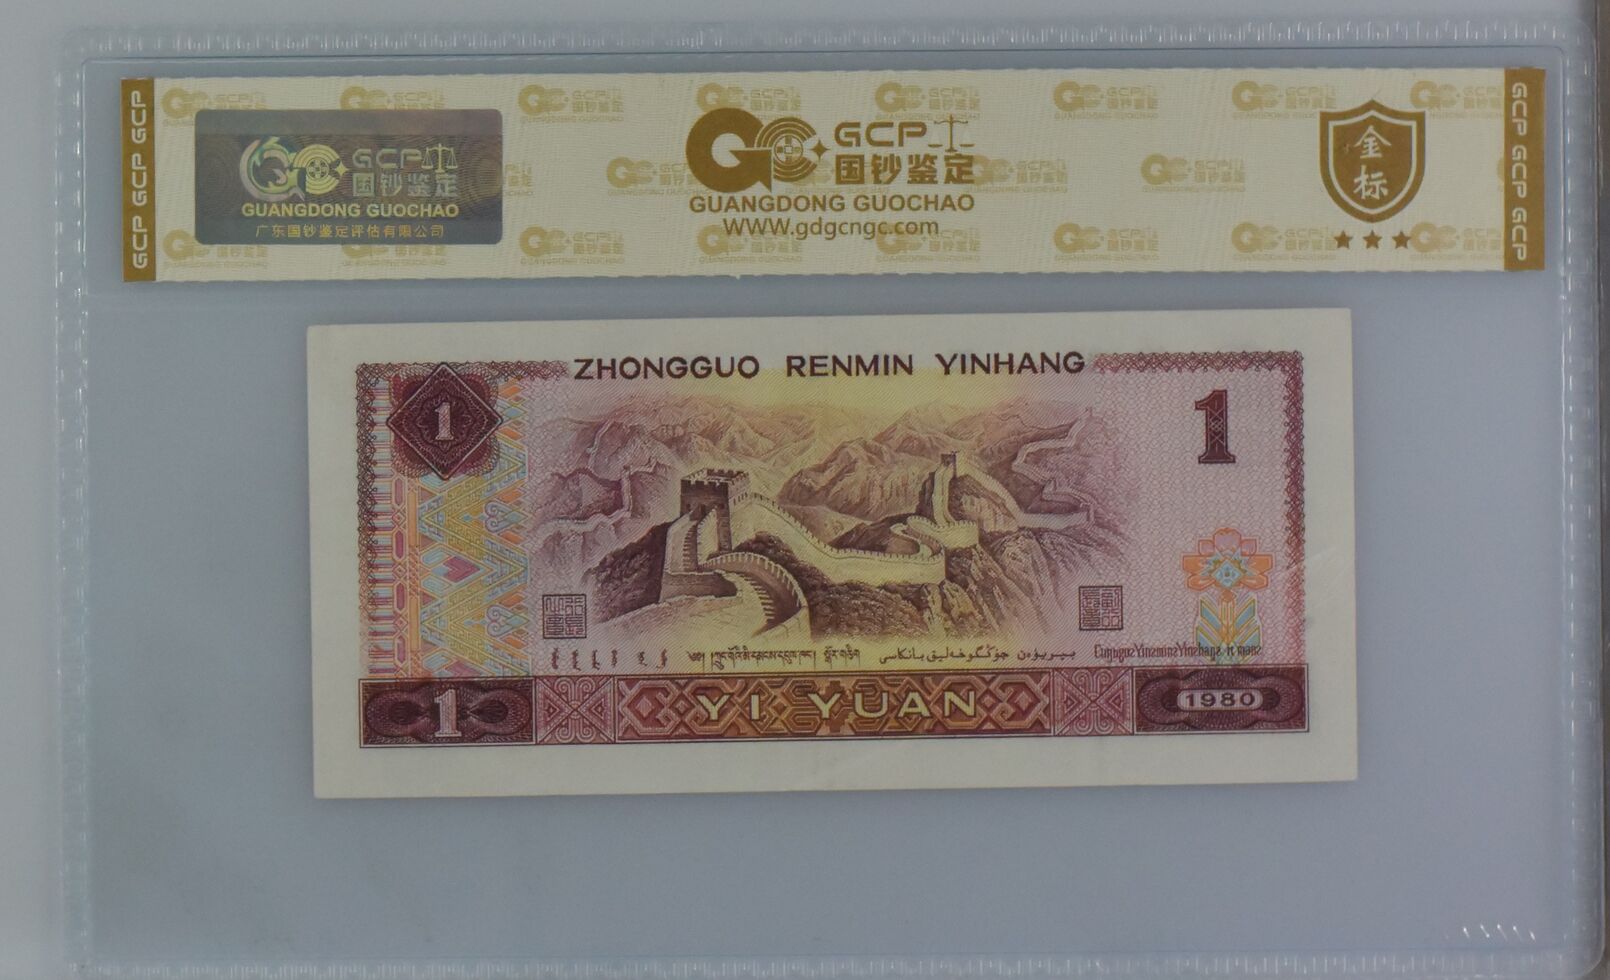 GCP GCP GCP
GCP
国钞鉴定
GUANGDONG GUOCHAO
广东国钞鉴定评估有限公司
GCP
国钞鉴定
GUANGDONG GUOCHAO
WWW.gdgcngc.com
金
标
GCP GCP GCP
ZHONGGUO RENMIN YINHANG
1
1
1
YI YUAN
1980